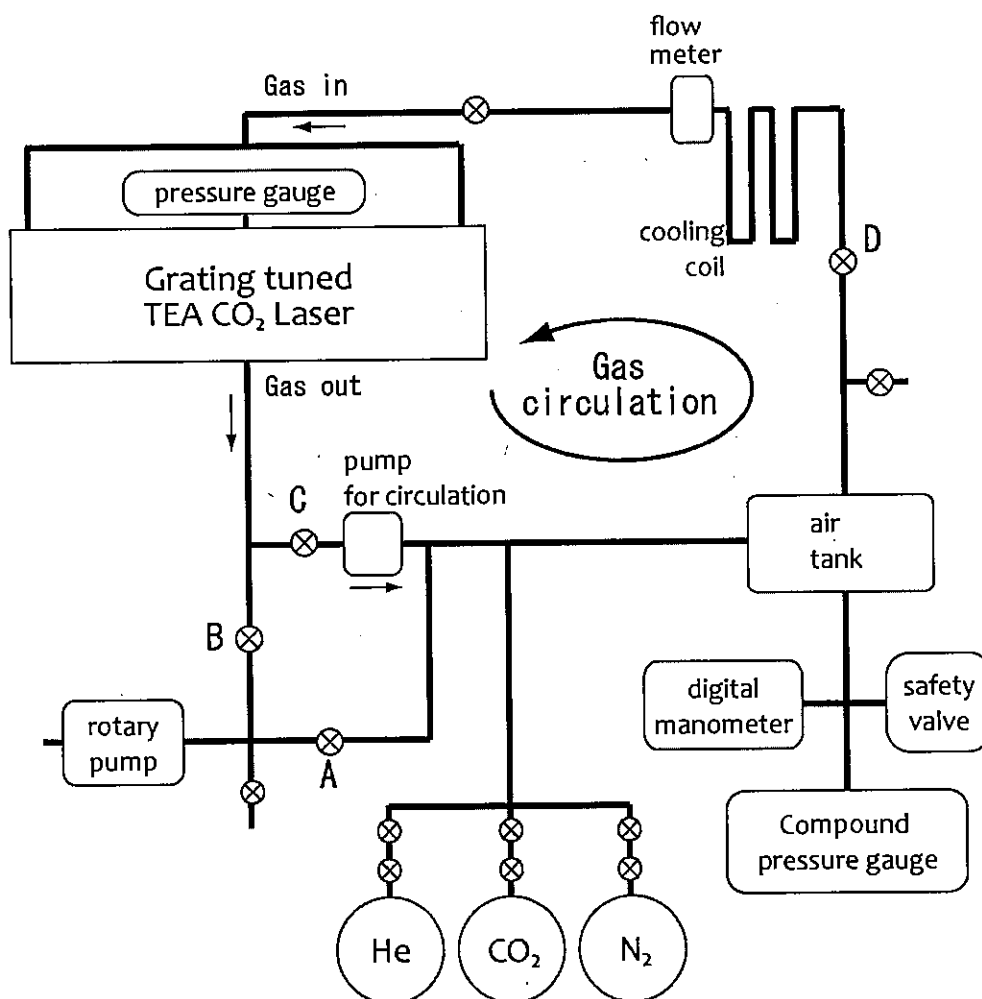 flow
meter
Gas in
pressure gauge
cooling
coil
D
Grating tuned
TEA CO₂ Laser
Gas out
Gas
circulation
pump
for circulation
C
air
tank
B
digital
manometer
safety
valve
rotary
pump
A
Compound
pressure gauge
He
CO₂
N₂